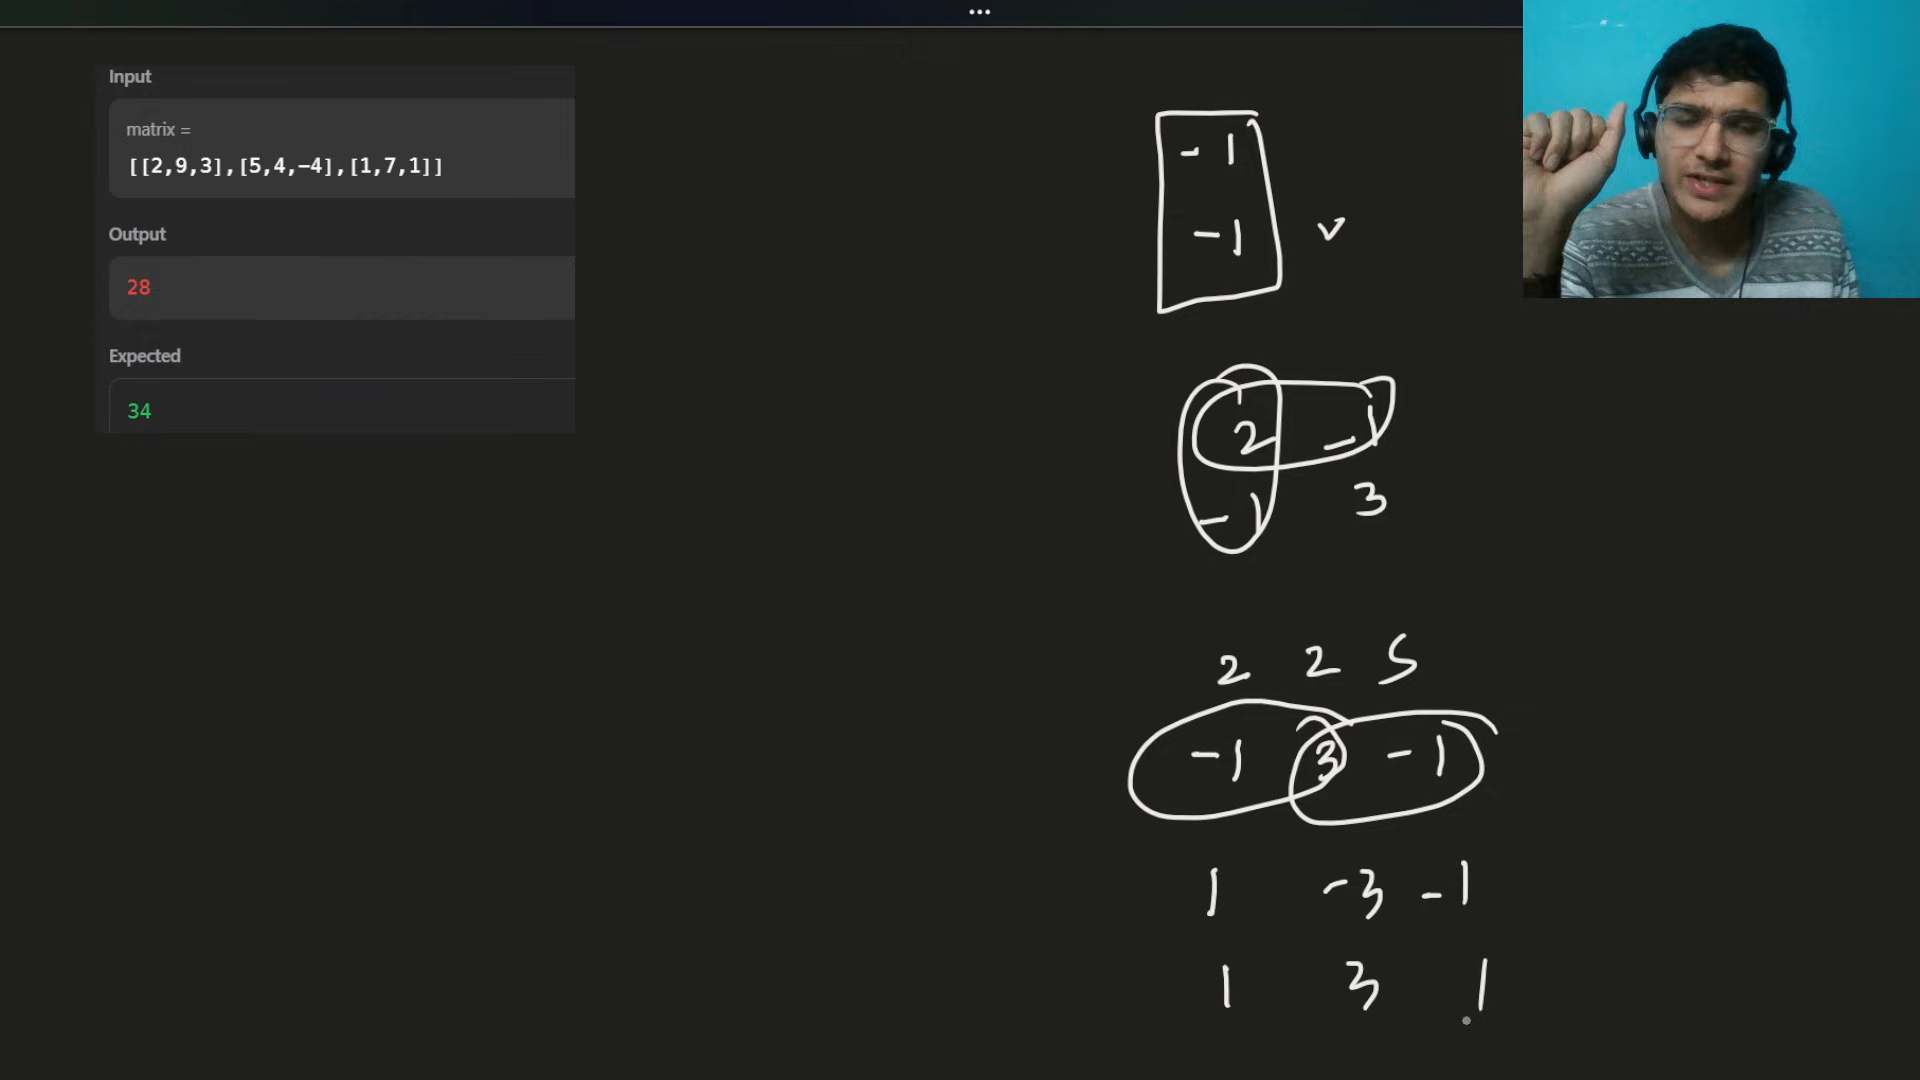 Input
matrix =
[[2,9,3],[5,4,−4],[1,7,1]]
Output
28
Expected
34
- 1
- 1
2 - 1
- 1 3
2 2 5
- 1 3 - 1
1 - 3 - 1
1 3 1